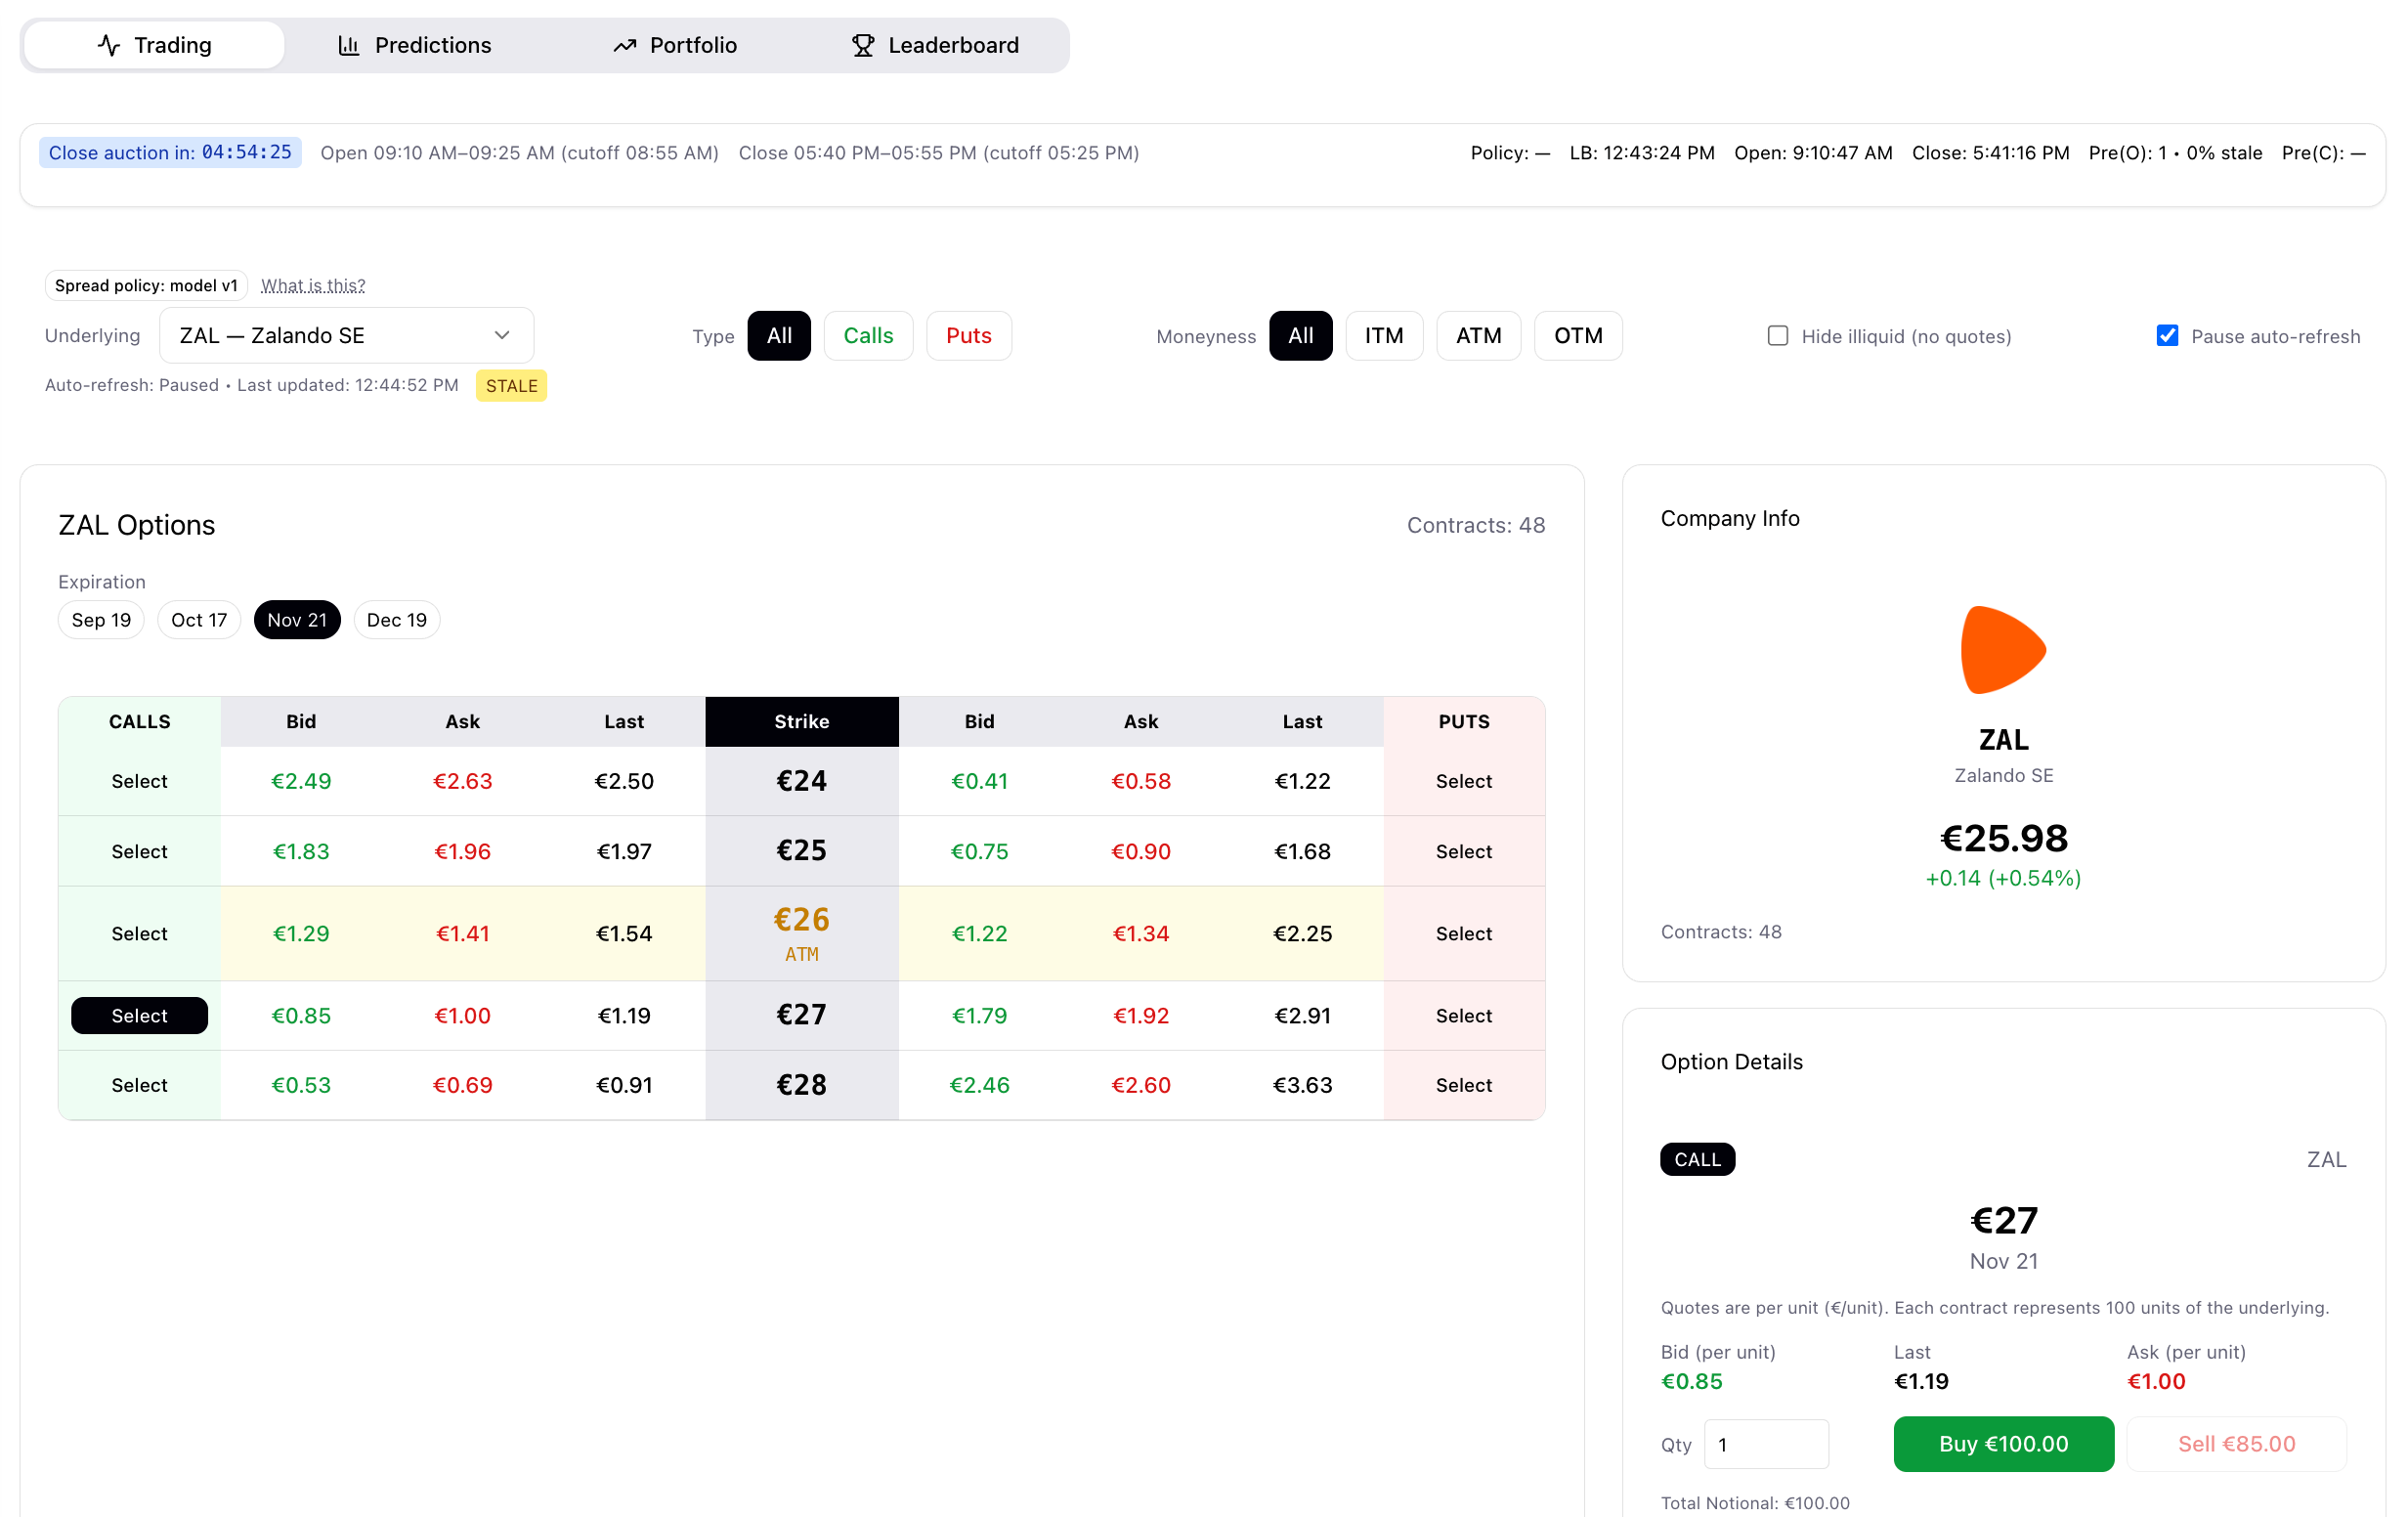 Trading Predictions Portfolio Leaderboard
Close auction in: 04:54:25 Open 09:10 AM–09:25 AM (cutoff 08:55 AM) Close 05:40 PM–05:55 PM (cutoff 05:25 PM) Policy: — LB: 12:43:24 PM Open: 9:10:47 AM Close: 5:41:16 PM Pre(O): 1 • 0% stale Pre(C): —
Spread policy: model v1 What is this?
Underlying ZAL — Zalando SE Type All Calls Puts Moneyness All ITM ATM OTM Hide illiquid (no quotes) Pause auto-refresh
Auto-refresh: Paused • Last updated: 12:44:52 PM STALE
ZAL Options Contracts: 48
Expiration
Sep 19 Oct 17 Nov 21 Dec 19
CALLS Bid Ask Last Strike Bid Ask Last PUTS
Select €2.49 €2.63 €2.50 €24 €0.41 €0.58 €1.22 Select
Select €1.83 €1.96 €1.97 €25 €0.75 €0.90 €1.68 Select
Select €1.29 €1.41 €1.54 €26 €1.22 €1.34 €2.25 Select
ATM
Select €0.85 €1.00 €1.19 €27 €1.79 €1.92 €2.91 Select
Select €0.53 €0.69 €0.91 €28 €2.46 €2.60 €3.63 Select
Company Info
ZAL
Zalando SE
€25.98
+0.14 (+0.54%)
Contracts: 48
Option Details
CALL ZAL
€27
Nov 21
Quotes are per unit (€/unit). Each contract represents 100 units of the underlying.
Bid (per unit) Last Ask (per unit)
€0.85 €1.19 €1.00
Qty 1 Buy €100.00 Sell €85.00
Total Notional: €100.00